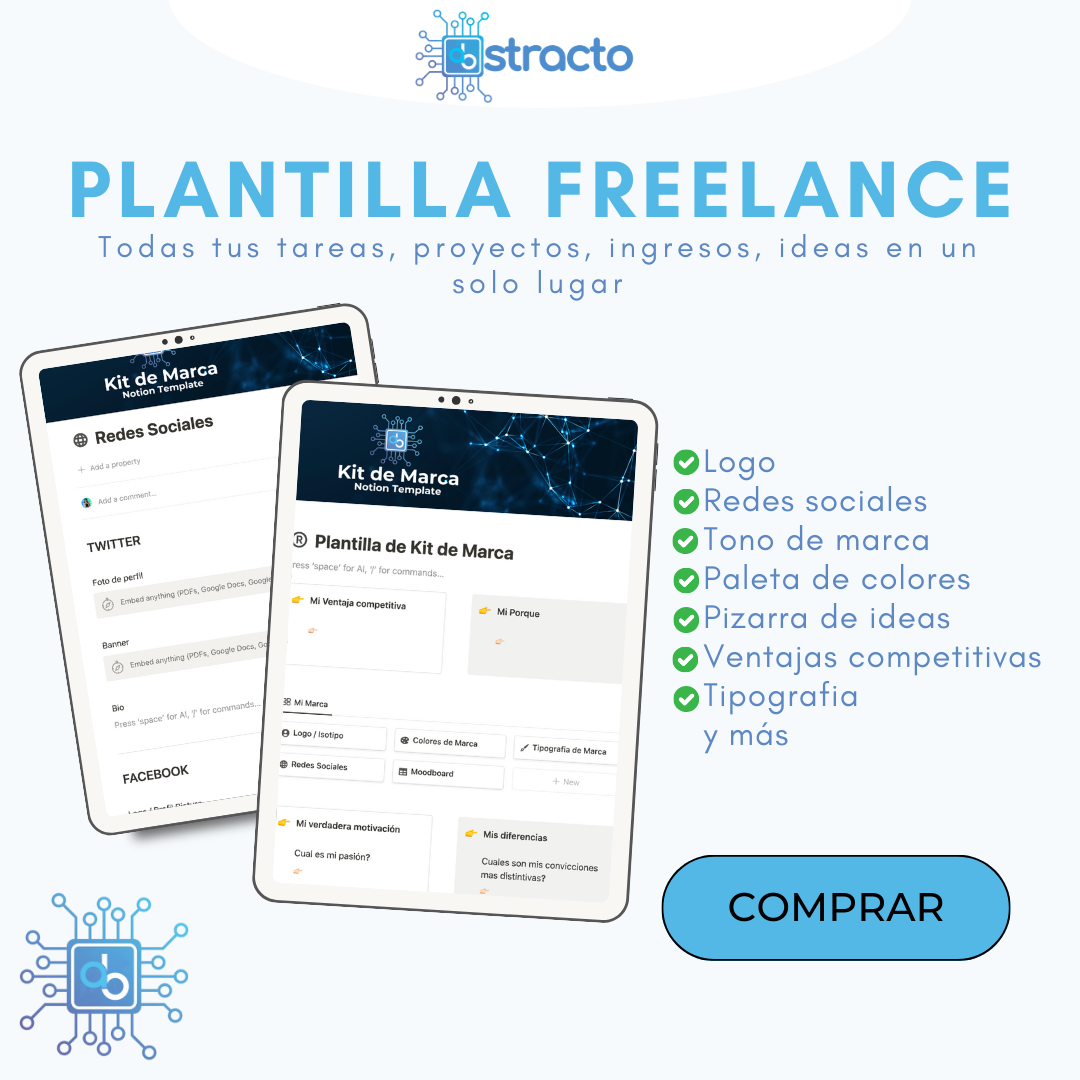 abstracto
PLANTILLA FREELANCE
Todas tus tareas, proyectos, ingresos, ideas en un
solo lugar
Kit de Marca
Notion Template
Redes Sociales
Add a property
Add a comment...
TWITTER
Foto de perfil
Embed anything (PDFs, Google Docs, Google
Banner
Embed anything (PDFs, Google Docs, Go
Bio
Press 'space' for AI, '/' for commands...
FACEBOOK
Kit de Marca
Notion Template
Plantilla de Kit de Marca
ress 'space' for AI, '/' for commands...
Mi Ventaja competitiva
Mi Porque
Mi Marca
Logo / Isotipo
Colores de Marca
Tipografia de Marca
Redes Sociales
Moodboard
+ New
Mi verdadera motivación
Cual es mi pasión?
Mis diferencias
Cuales son mis convicciones
mas distintivas?
Logo
Redes sociales
Tono de marca
Paleta de colores
Pizarra de ideas
Ventajas competitivas
Tipografia
y más
COMPRAR
ab